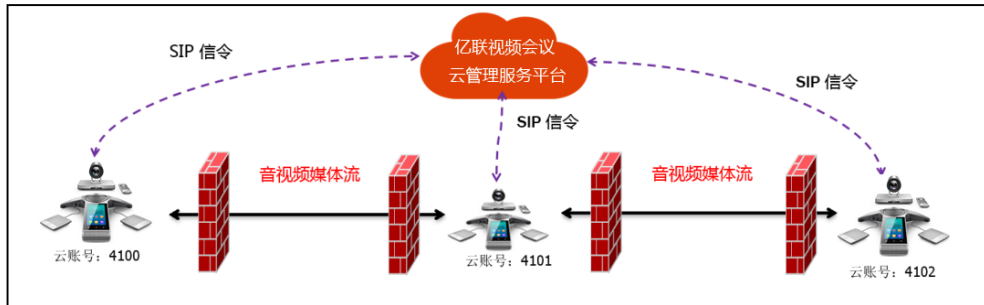 SIP 信令
亿联视频会议
云管理服务平台
SIP 信令
SIP 信令
音视频媒体流
音视频媒体流
云账号：4100
云账号：4101
云账号：4102